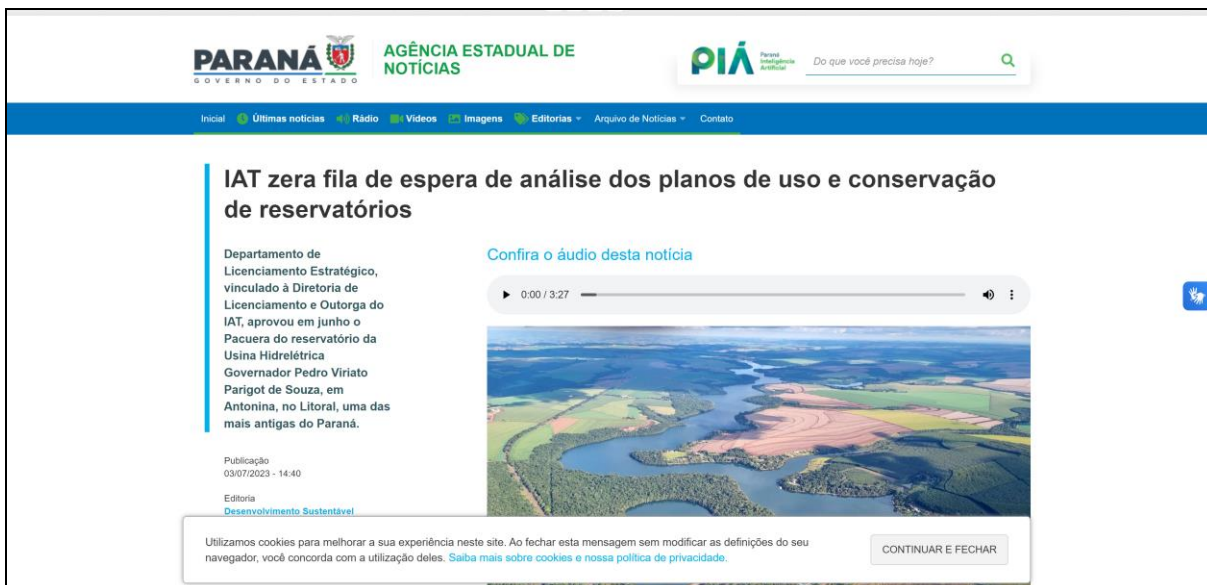 PARANÁ
GOVERNO DO ESTADO
AGÊNCIA ESTADUAL DE
NOTÍCIAS
PIÁ
Paraná
Inteligência
Artificial
Do que você precisa hoje?
Inicial Últimas notícias Rádio Vídeos Imagens Editorias Arquivo de Notícias Contato
IAT zera fila de espera de análise dos planos de uso e conservação
de reservatórios
Departamento de
Licenciamento Estratégico,
vinculado à Diretoria de
Licenciamento e Outorga do
IAT, aprovou em junho o
Pacuera do reservatório da
Usina Hidrelétrica
Governador Pedro Viriato
Parigot de Souza, em
Antonina, no Litoral, uma das
mais antigas do Paraná.
Publicação
03/07/2023 - 14:40
Editoria
Desenvolvimento Sustentável
Confira o áudio desta notícia
0:00 / 3:27
Utilizamos cookies para melhorar a sua experiência neste site. Ao fechar esta mensagem sem modificar as definições do seu
navegador, você concorda com a utilização deles. Saiba mais sobre cookies e nossa política de privacidade.
CONTINUAR E FECHAR